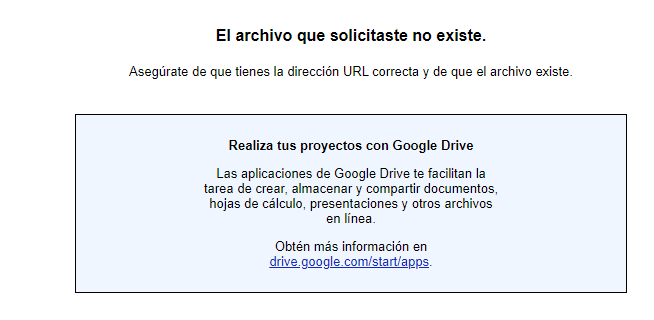 El archivo que solicitaste no existe.
Asegúrate de que tienes la dirección URL correcta y de que el archivo existe.
Realiza tus proyectos con Google Drive
Las aplicaciones de Google Drive te facilitan la
tarea de crear, almacenar y compartir documentos,
hojas de cálculo, presentaciones y otros archivos
en línea.
Obtén más información en
drive.google.com/start/apps.